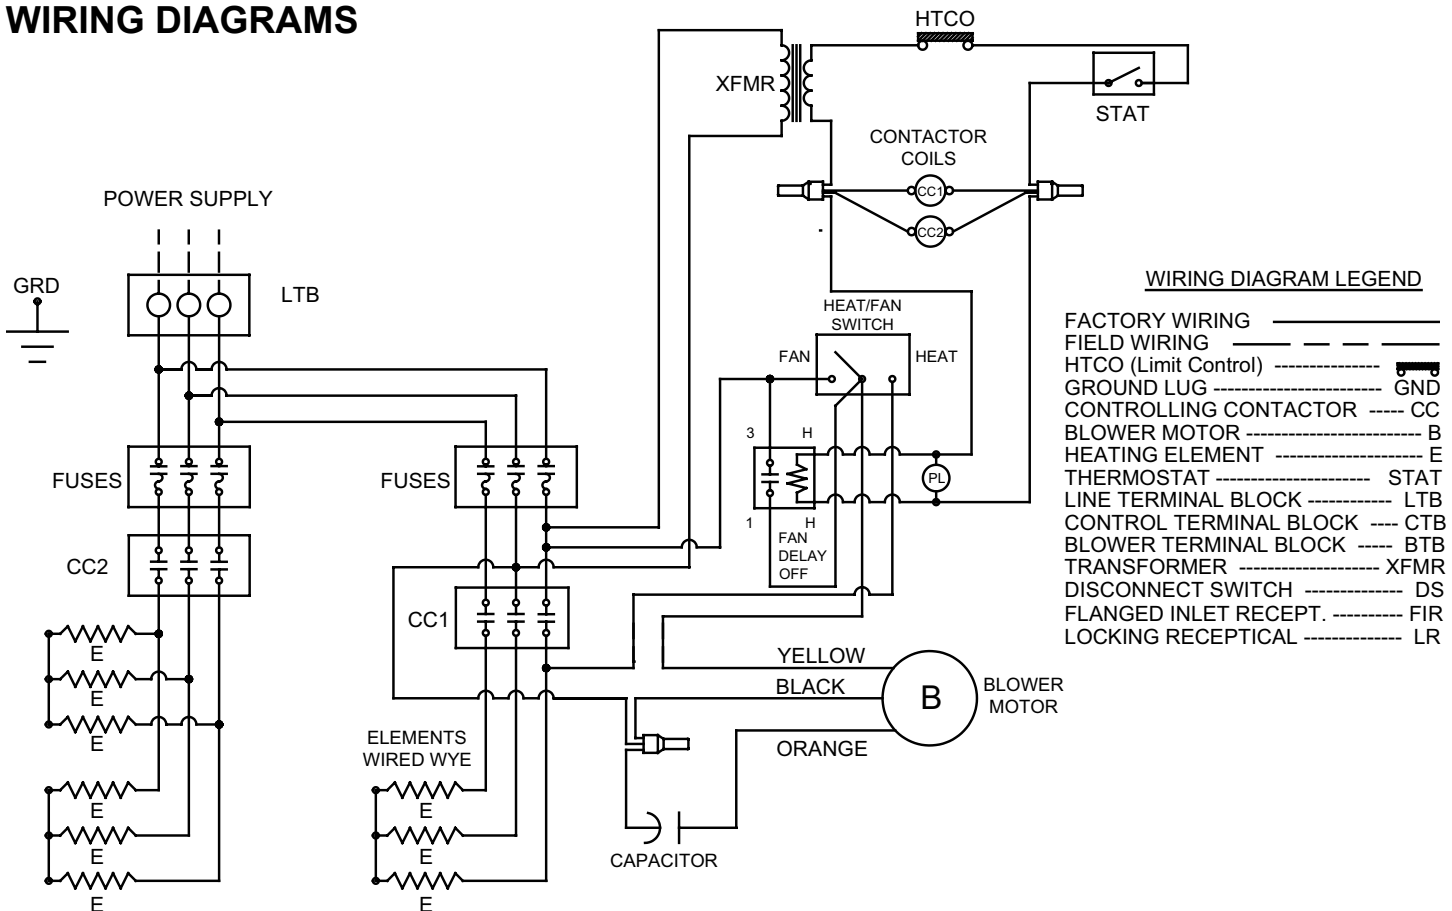 WIRING DIAGRAMS
HTCO
XFMR
STAT
CONTACTOR
COILS
CC1
CC2
POWER SUPPLY
GRD
LTB
HEAT/FAN
SWITCH
FAN
HEAT
3
H
FUSES
FUSES
PL
1
H
FAN
DELAY
OFF
CC2
CC1
E
E
E
YELLOW
BLACK
ORANGE
B
BLOWER
MOTOR
ELEMENTS
WIRED WYE
E
E
E
E
E
E
CAPACITOR
WIRING DIAGRAM LEGEND
FACTORY WIRING
FIELD WIRING
HTCO (Limit Control) ----------------
GROUND LUG ------------------------ GND
CONTROLLING CONTACTOR ----- CC
BLOWER MOTOR ------------------------- B
HEATING ELEMENT --------------------- E
THERMOSTAT ---------------------- STAT
LINE TERMINAL BLOCK ------------ LTB
CONTROL TERMINAL BLOCK ---- CTB
BLOWER TERMINAL BLOCK ----- BTB
TRANSFORMER -------------------- XFMR
DISCONNECT SWITCH -------------- DS
FLANGED INLET RECEPT. ---------- FIR
LOCKING RECEPTICAL -------------- LR